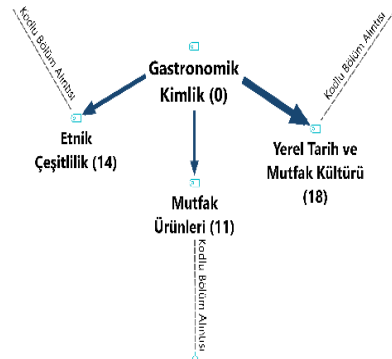 Kodlu Bölüm Alıntısı
Kodlu Bölüm Alıntısı
Gastronomik
Kimlik (0)
Etnik
Çeşitlilik (14)
Yerel Tarih ve
Mutfak Kültürü
(18)
Mutfak
Ürünleri (11)
Kodlu Bölüm Alıntısı